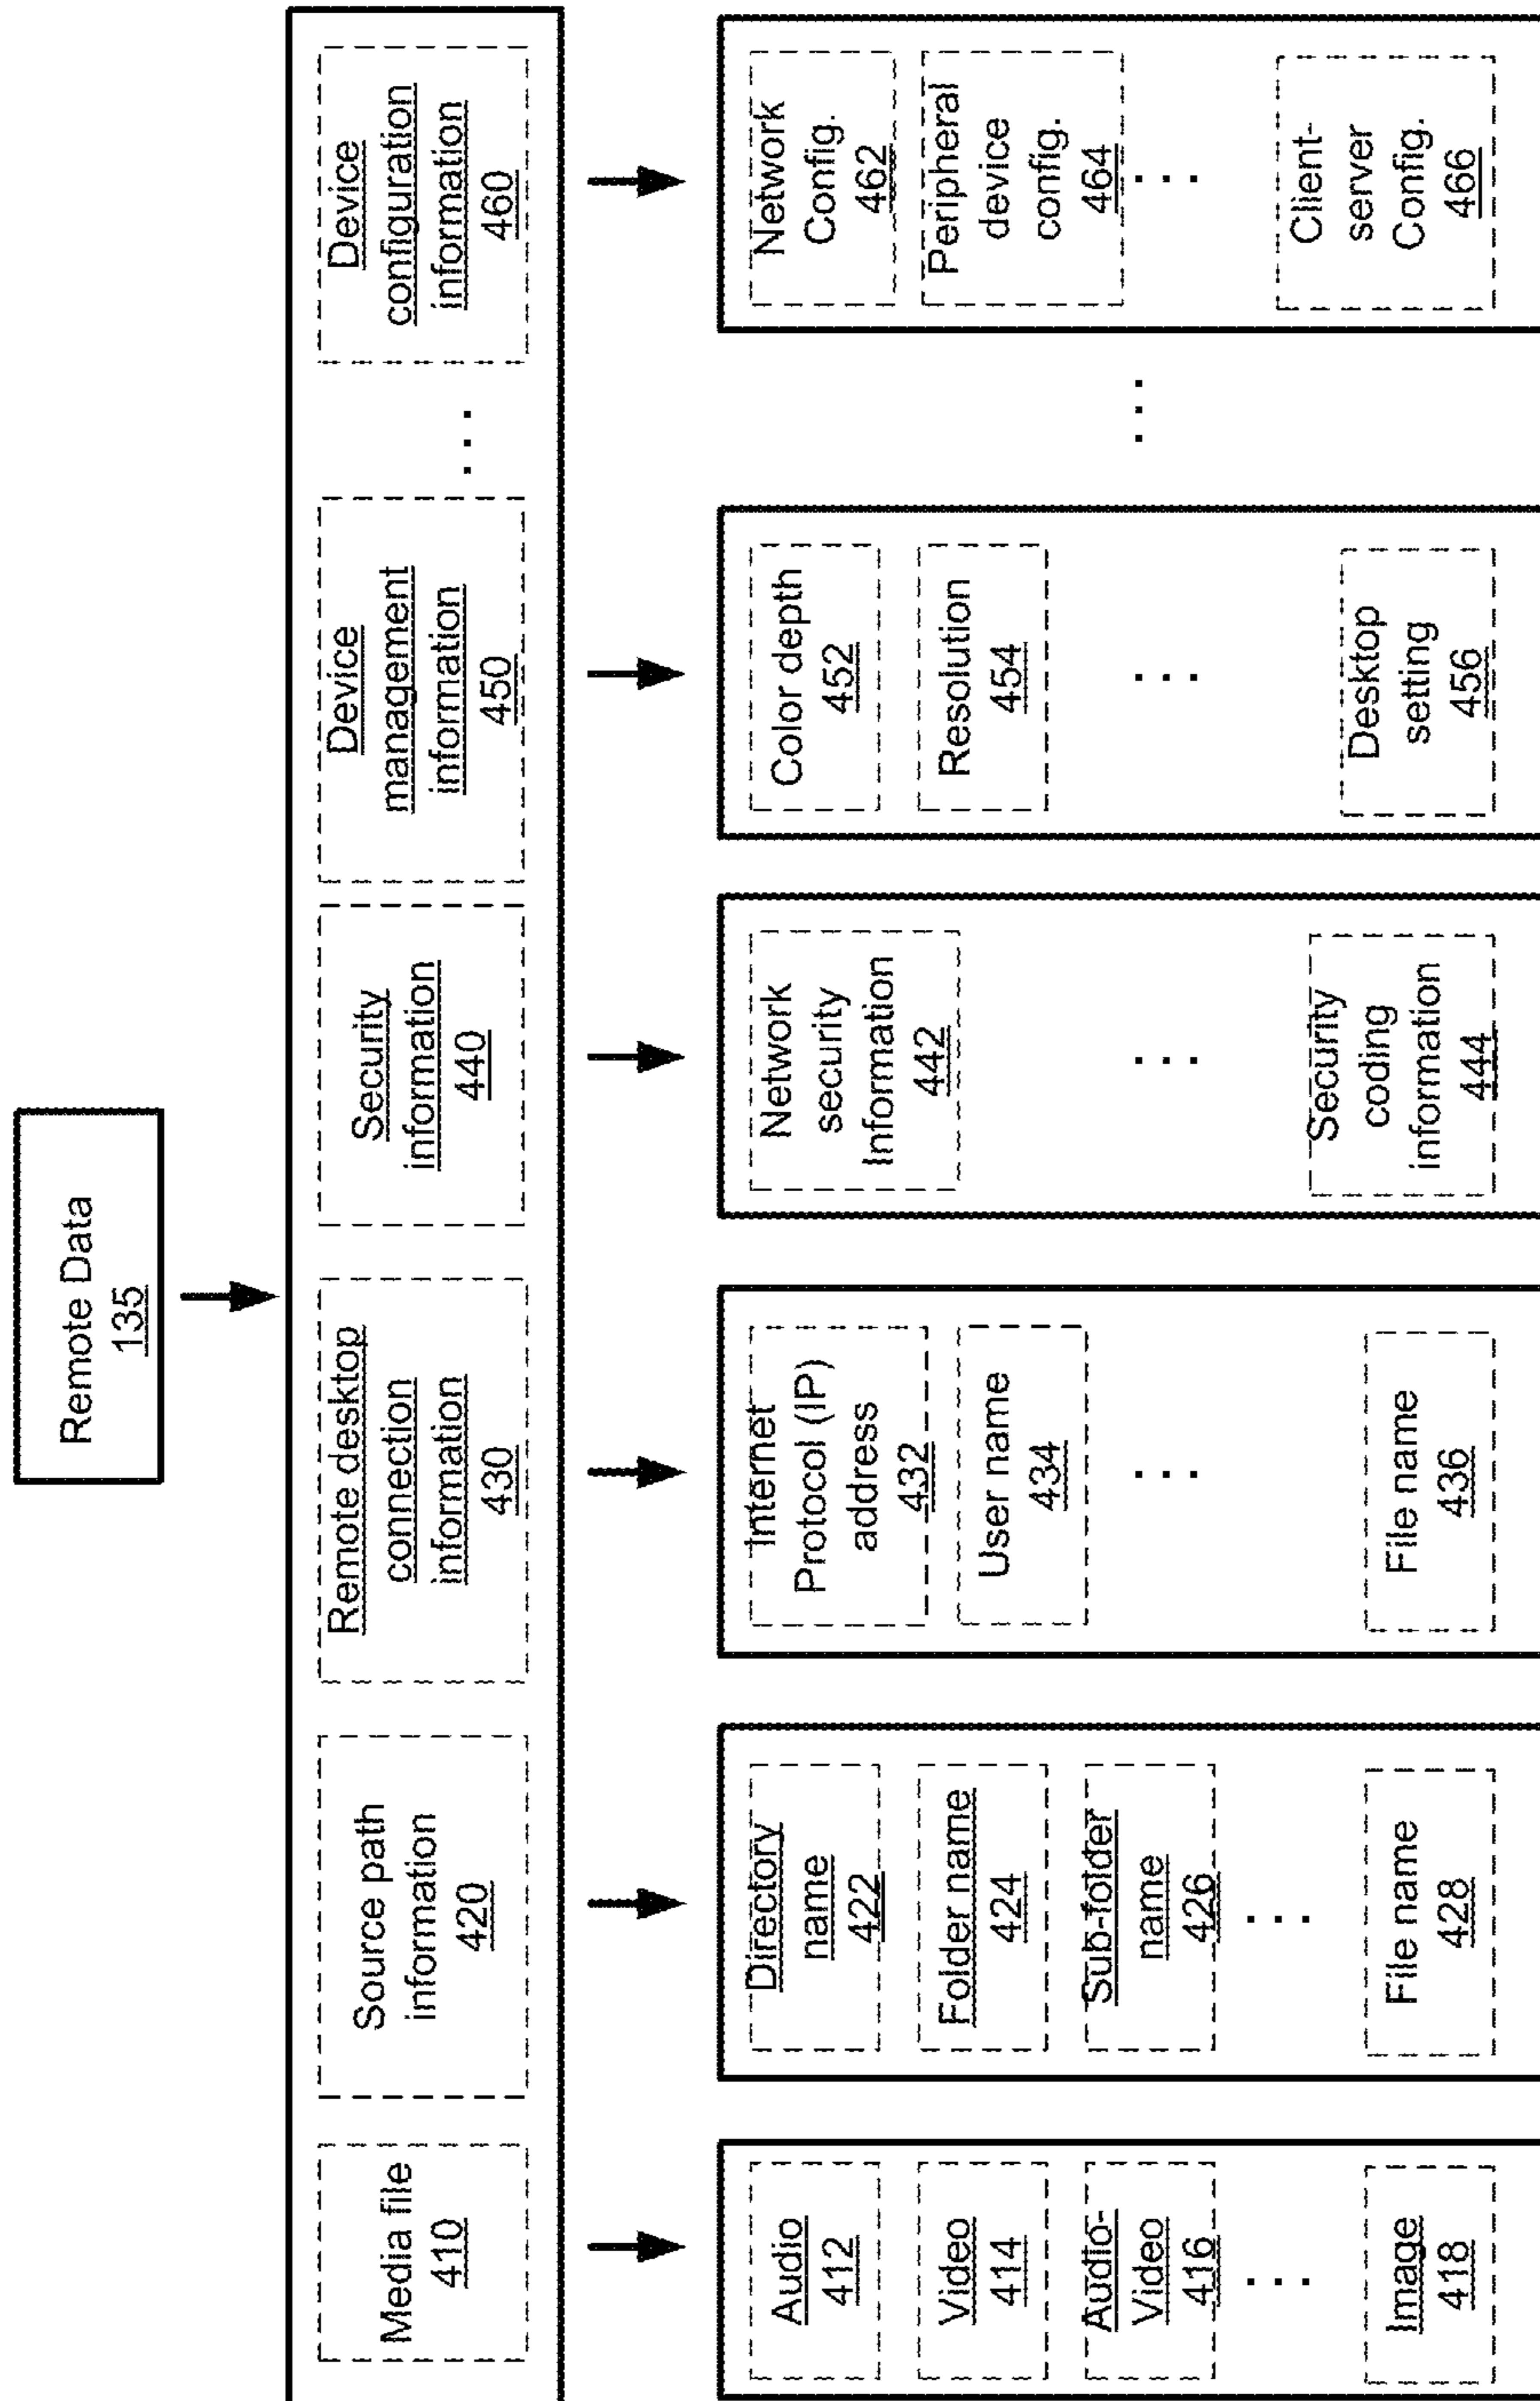 Remote Data
135
Media file
410
Source path
information
420
Remote desktop
connection
information
430
Security
information
440
Device
management
information
450
...
Device
configuration
information
460
Audio
412
Video
414
Audio-
Video
416
...
Image
418
Directory
name
422
Folder name
424
Sub-folder
name
426
...
File name
428
Internet
Protocol (IP)
address
432
User name
434
...
File name
436
Network
security
Information
442
...
Security
coding
information
444
Color depth
452
Resolution
454
...
Desktop
setting
456
...
Network
Config.
462
Peripheral
device
config.
464
...
Client-
server
Config.
466